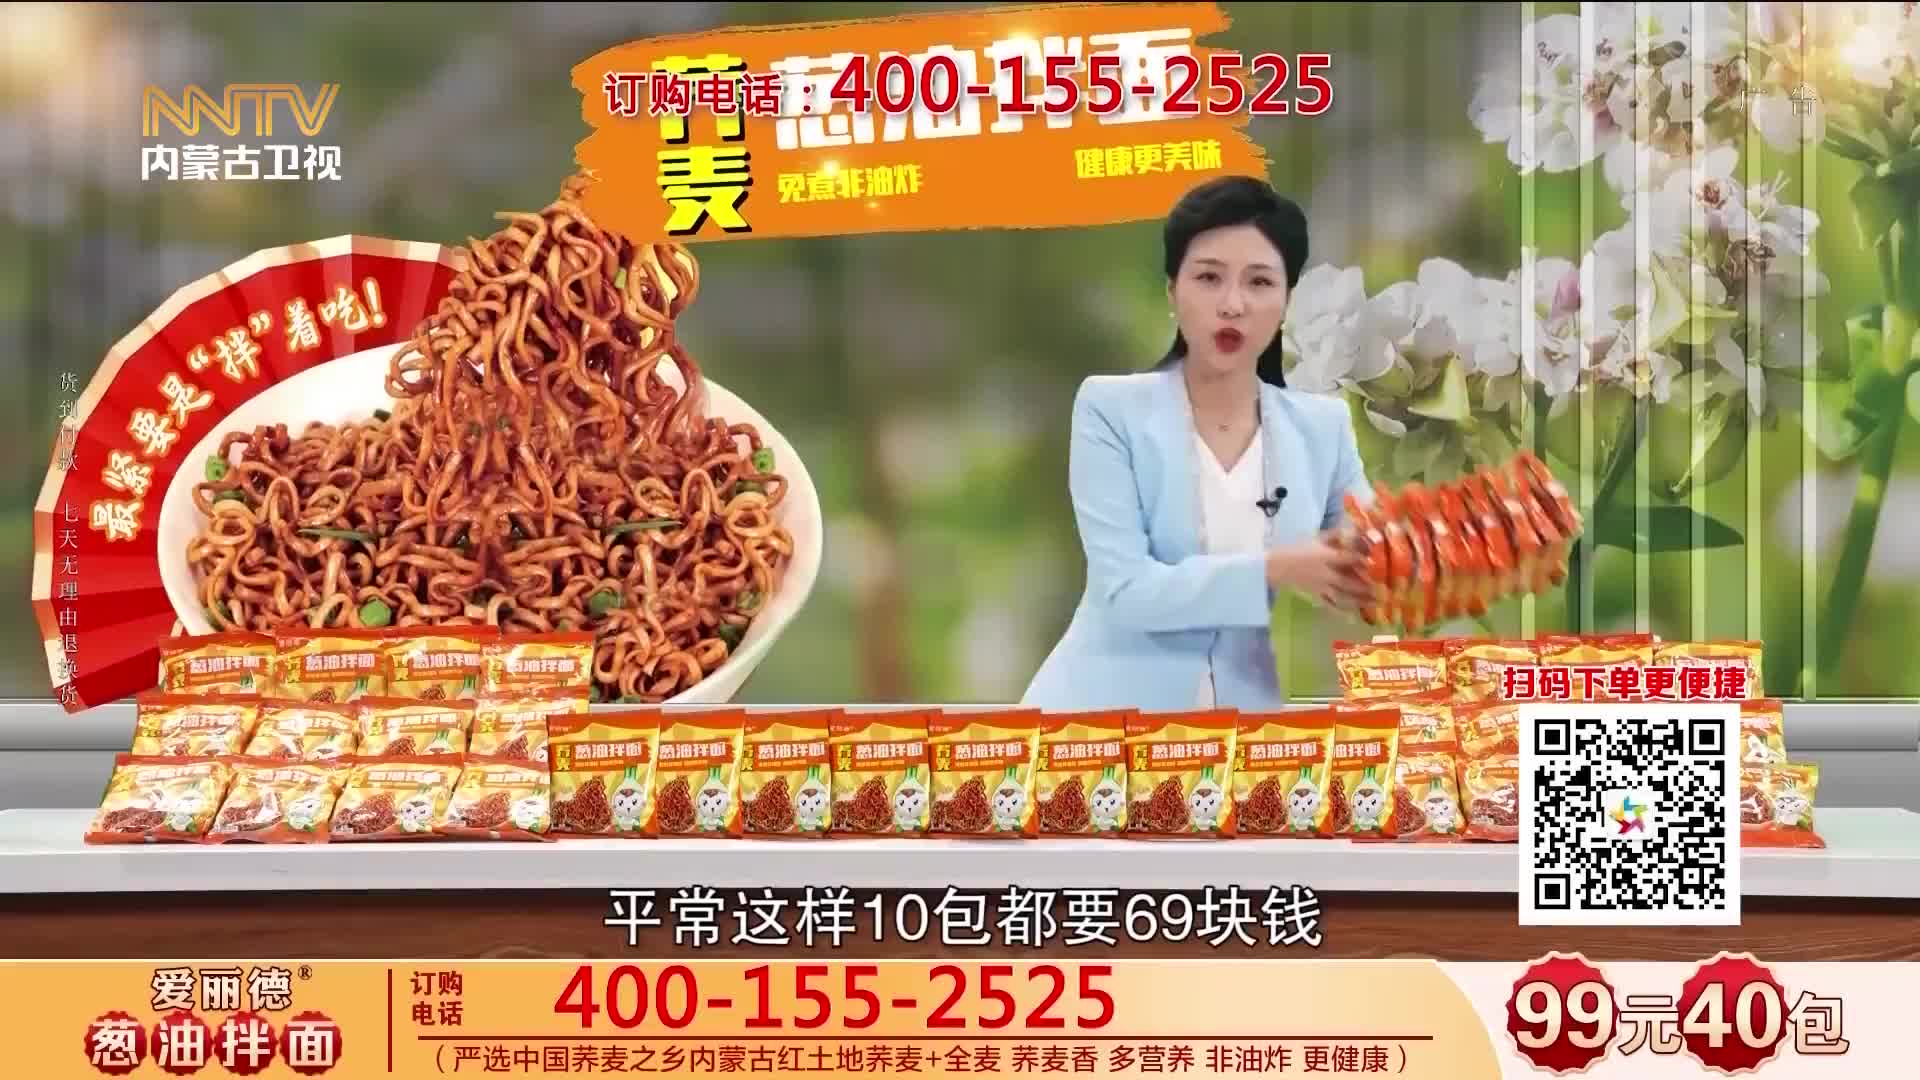 NNTV
内蒙古卫视
荞麦
葱油拌面
订购电话：400-155-2525
免煮非油炸
健康更美味
广告
最紧要是“拌”着吃！
货到付款 七天无理由退换货
扫码下单更便捷
荞麦
葱油拌面
平常这样10包都要69块钱
爱丽德®
葱油拌面
订购
电话
400-155-2525
（严选中国荞麦之乡内蒙古红土地荞麦+全麦 荞麦香 多营养 非油炸 更健康）
99元40包